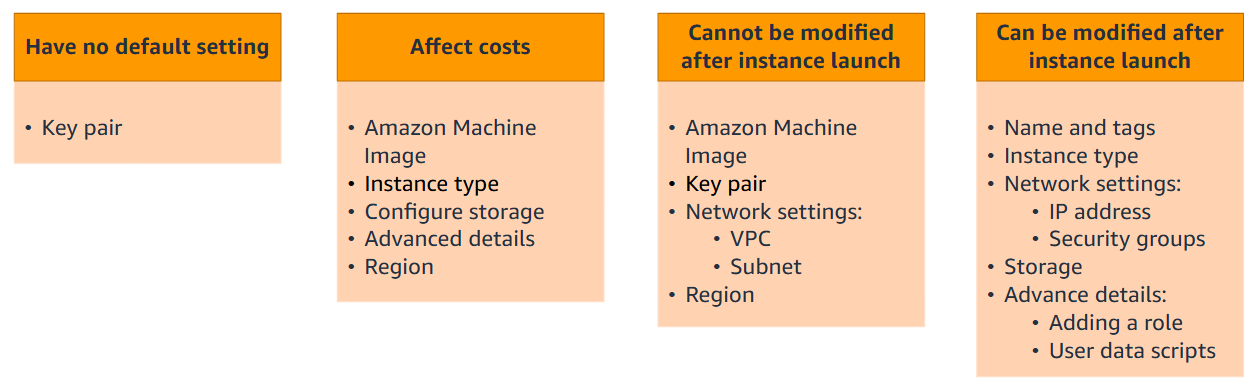 Have no default setting
• Key pair
Affect costs
• Amazon Machine
Image
• Instance type
• Configure storage
• Advanced details
• Region
Cannot be modified
after instance launch
• Amazon Machine
Image
• Key pair
• Network settings:
• VPC
• Subnet
• Region
Can be modified after
instance launch
• Name and tags
• Instance type
• Network settings:
• IP address
• Security groups
• Storage
• Advance details:
• Adding a role
• User data scripts